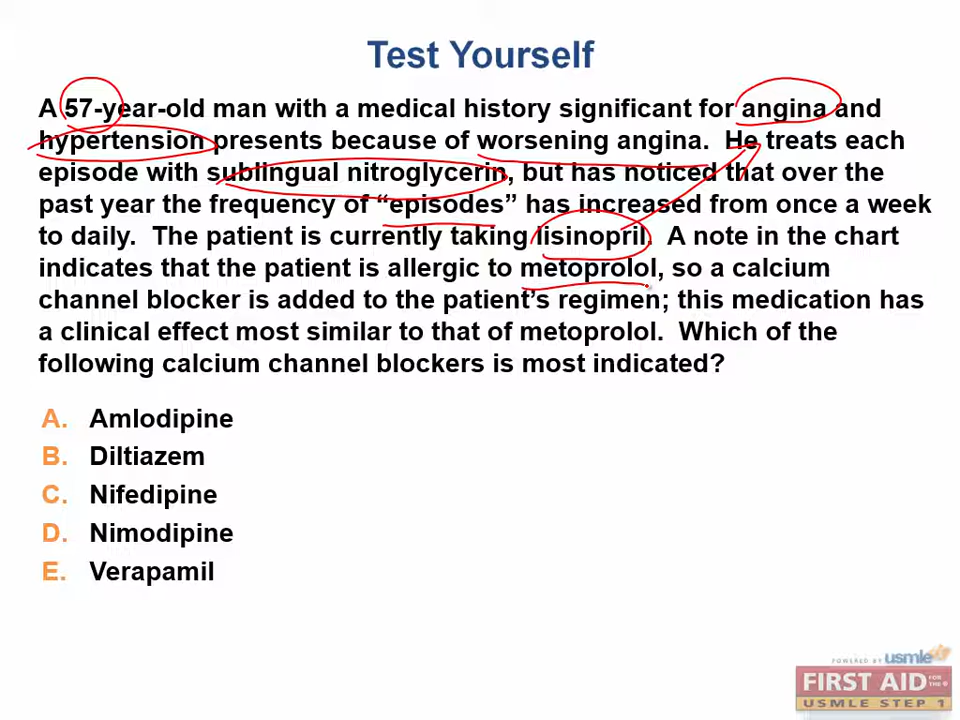 Test Yourself
A 57-year-old man with a medical history significant for angina and
hypertension presents because of worsening angina. He treats each
episode with sublingual nitroglycerin, but has noticed that over the
past year the frequency of “episodes” has increased from once a week
to daily. The patient is currently taking lisinopril. A note in the chart
indicates that the patient is allergic to metoprolol, so a calcium
channel blocker is added to the patient’s regimen; this medication has
a clinical effect most similar to that of metoprolol. Which of the
following calcium channel blockers is most indicated?
A. Amlodipine
B. Diltiazem
C. Nifedipine
D. Nimodipine
E. Verapamil
POWERED BY usmle
FIRST AID FOR THE
USMLE STEP 1